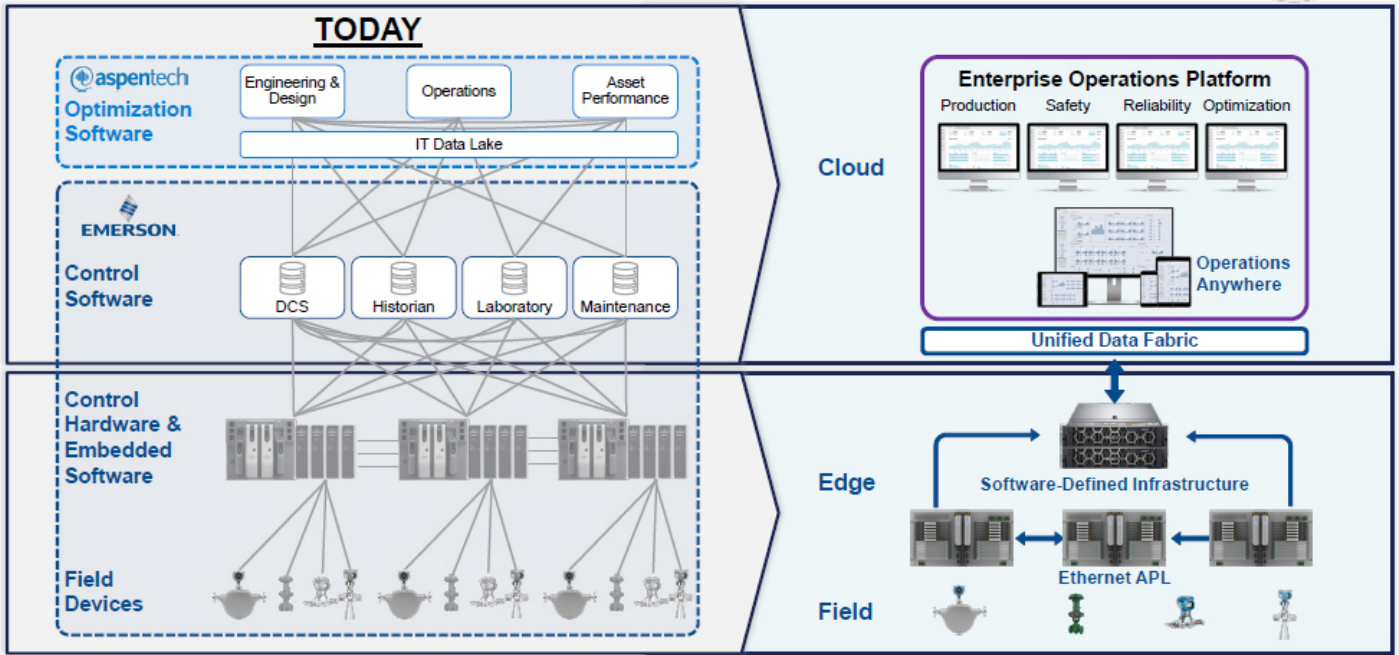 TODAY
aspentech
Optimization
Software
Engineering &
Design
Operations
Asset
Performance
IT Data Lake
EMERSON.
Control
Software
DCS
Historian
Laboratory
Maintenance
Control
Hardware &
Embedded
Software
Field
Devices
Cloud
Enterprise Operations Platform
Production
Safety
Reliability
Optimization
Operations
Anywhere
Unified Data Fabric
Edge
Software-Defined Infrastructure
Ethernet APL
Field